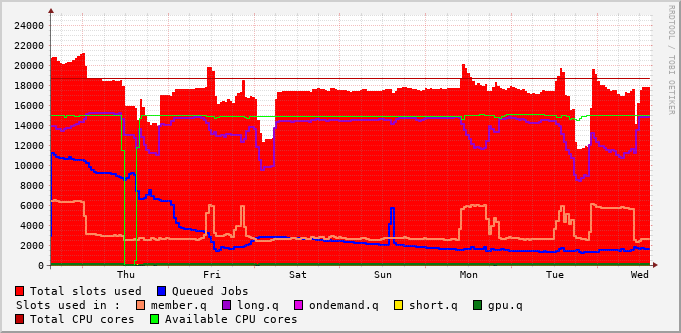 RRDTOOL / TOBI OETIKER
24000
22000
20000
18000
16000
14000
12000
10000
8000
6000
4000
2000
0
Thu Fri Sat Sun Mon Tue Wed
Total slots used Queued Jobs
Slots used in : member.q long.q ondemand.q short.q gpu.q
Total CPU cores Available CPU cores